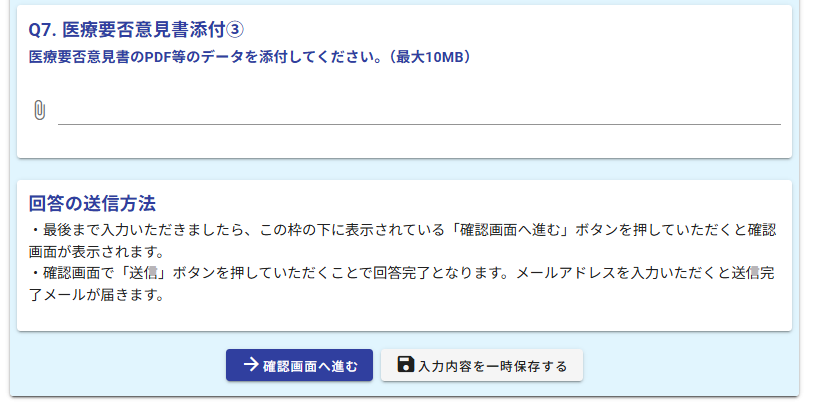 Q7. 医療要否意見書添付③
医療要否意見書のPDF等のデータを添付してください。（最大10MB）
回答の送信方法
・最後まで入力いただきましたら、この枠の下に表示されている「確認画面へ進む」ボタンを押していただくと確認
画面が表示されます。
・確認画面で「送信」ボタンを押していただくことで回答完了となります。メールアドレスを入力いただくと送信完
了メールが届きます。
確認画面へ進む
入力内容を一時保存する